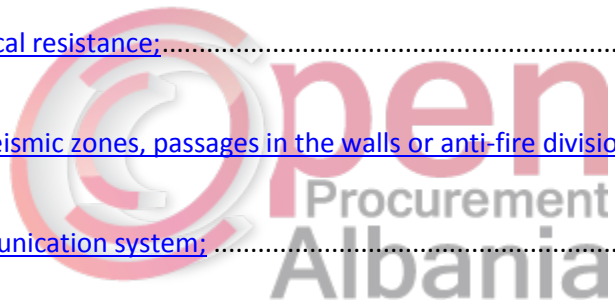 cal resistance;
eismic zones, passages in the walls or anti-fire divisio
unication system;
Open
Procurement
Albania